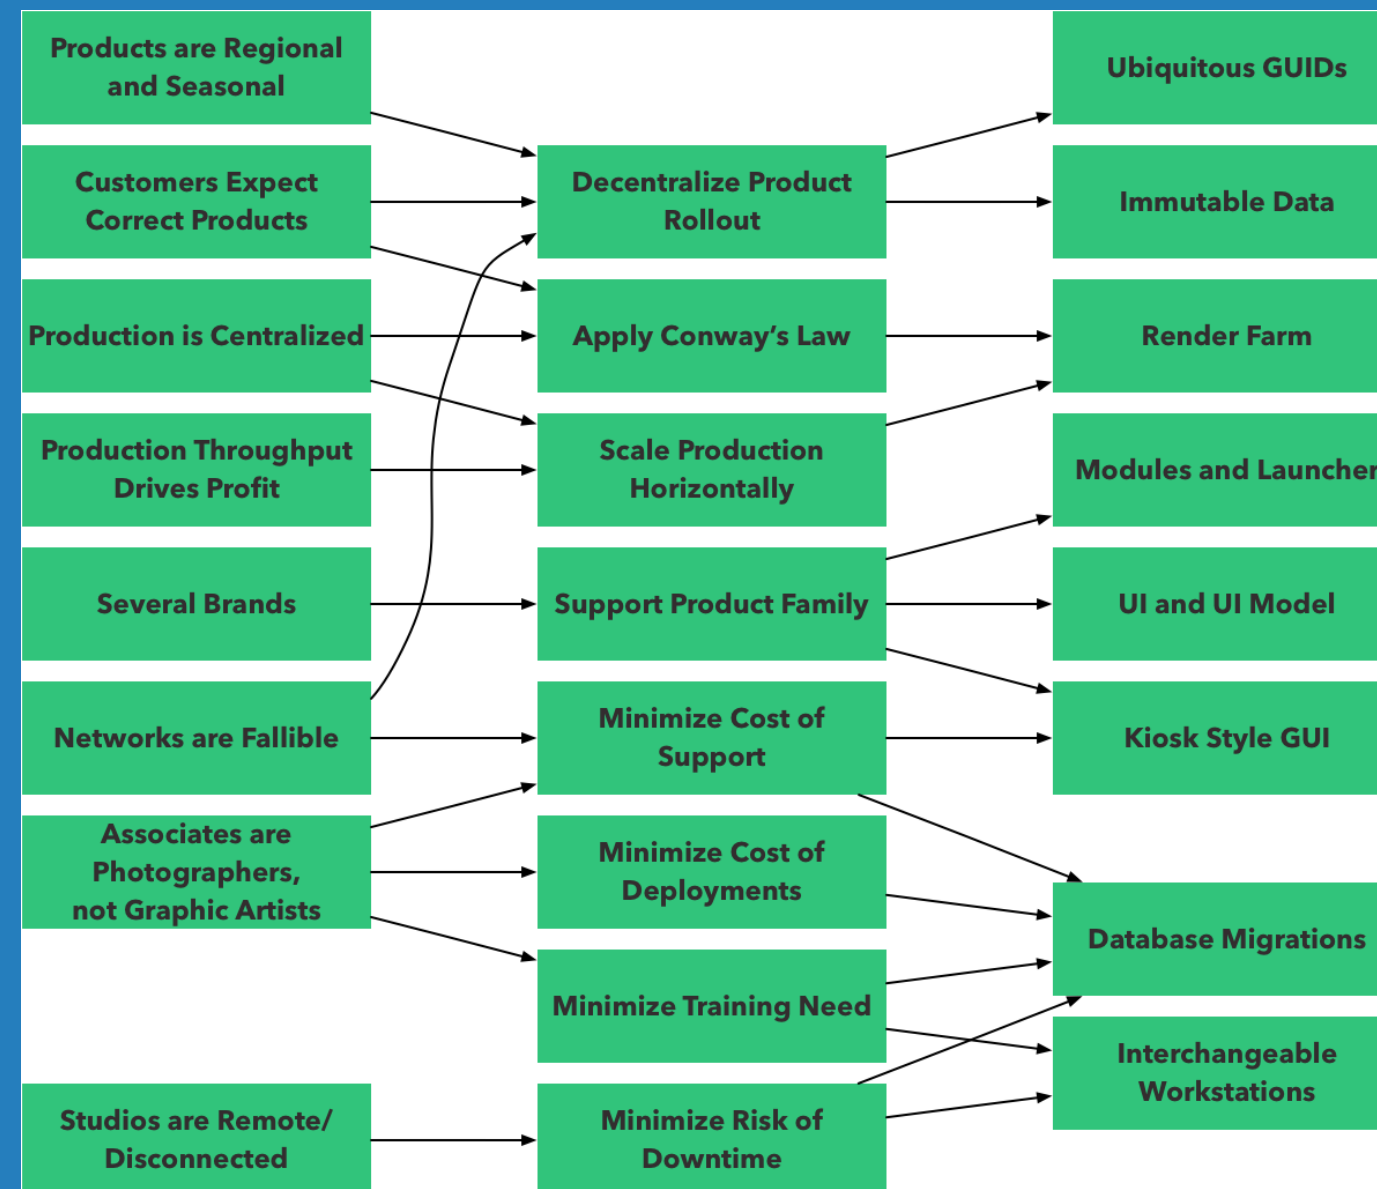 Products are Regional
and Seasonal
Customers Expect
Correct Products
Production is Centralized
Production Throughput
Drives Profit
Several Brands
Networks are Fallible
Associates are
Photographers,
not Graphic Artists
Studios are Remote/
Disconnected
Decentralize Product
Rollout
Apply Conway’s Law
Scale Production
Horizontally
Support Product Family
Minimize Cost of
Support
Minimize Cost of
Deployments
Minimize Training Need
Minimize Risk of
Downtime
Ubiquitous GUIDs
Immutable Data
Render Farm
Modules and Launcher
UI and UI Model
Kiosk Style GUI
Database Migrations
Interchangeable
Workstations